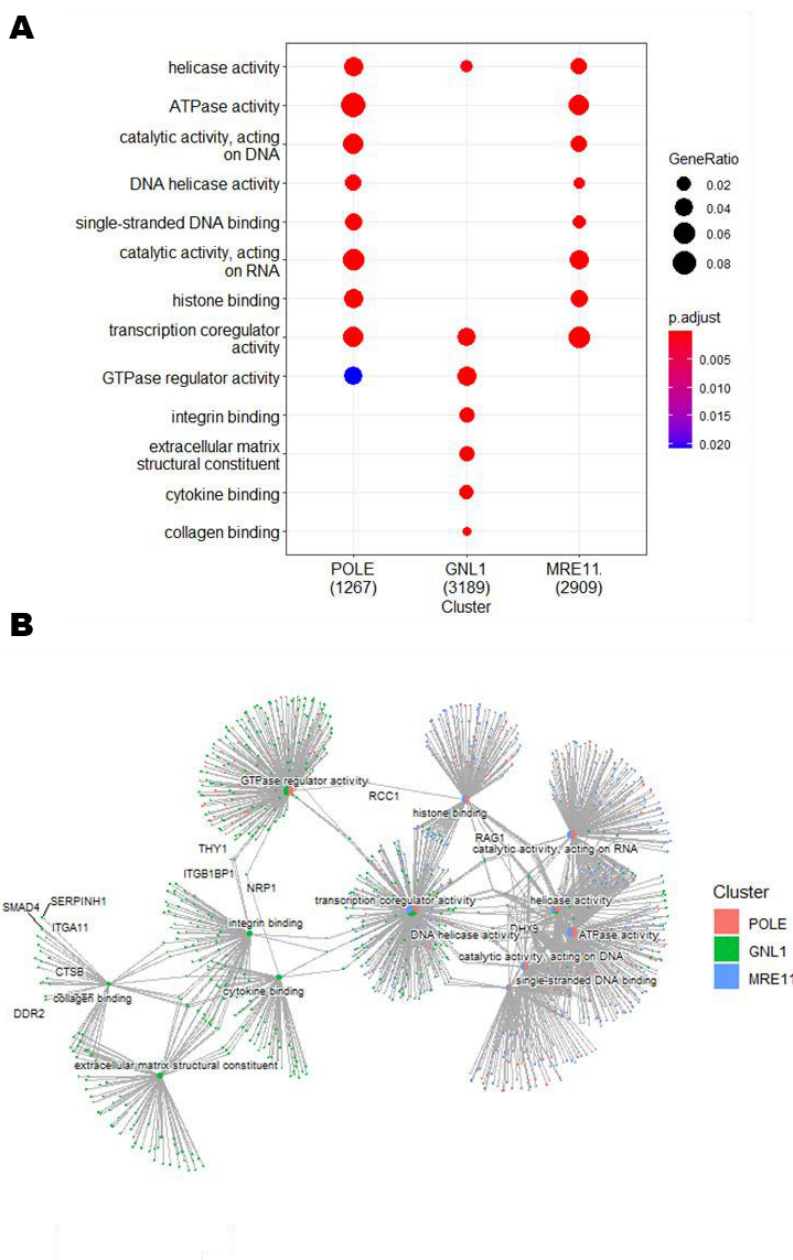 A
helicase activity
ATPase activity
catalytic activity, acting
on DNA
DNA helicase activity
single-stranded DNA binding
catalytic activity, acting
on RNA
histone binding
transcription coregulator
activity
GTPase regulator activity
integrin binding
extracellular matrix
structural constituent
cytokine binding
collagen binding
POLE
(1267)
GNL1
(3189)
MRE11.
(2909)
Cluster
GeneRatio
0.02
0.04
0.06
0.08
p.adjust
0.005
0.010
0.015
0.020
B
GTPase regulator activity
RCC1
histone binding
RAG1
catalytic activity, acting on RNA
THY1
ITGB1BP1
NRP1
transcription coregulator activity
helicase activity
SMAD4
SERPINH1
ITGA11
integrin binding
DHX9
DNA helicase activity
ATPase activity
catalytic activity, acting on DNA
CTSB
single-stranded DNA binding
cytokine binding
collagen binding
DDR2
extracellular matrix structural constituent
Cluster
POLE
GNL1
MRE11